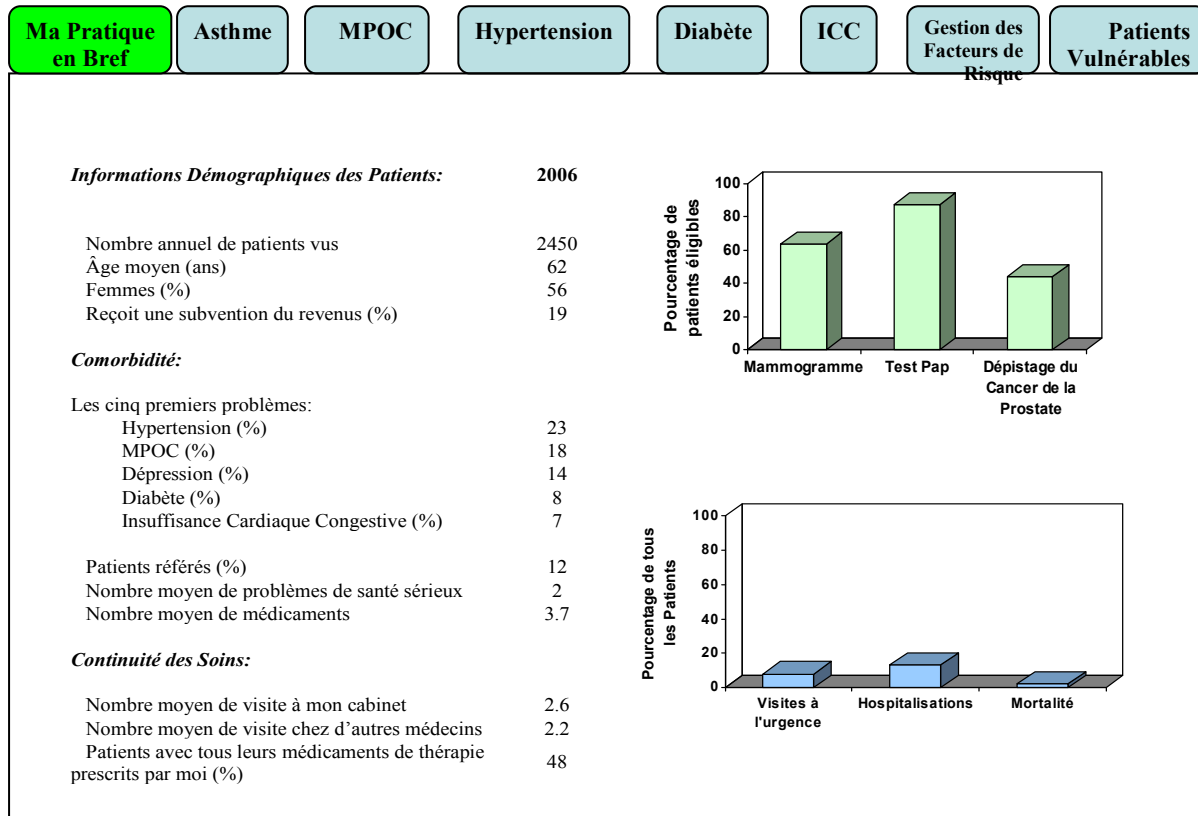 Ma Pratique
en Bref
Asthme
MPOC
Hypertension
Diabète
ICC
Gestion des
Facteurs de
Risque
Patients
Vulnérables
Informations Démographiques des Patients: 2006
Nombre annuel de patients vus 2450
Âge moyen (ans) 62
Femmes (%) 56
Reçoit une subvention du revenus (%) 19
Comorbidité:
Les cinq premiers problèmes:
Hypertension (%) 23
MPOC (%) 18
Dépression (%) 14
Diabète (%) 8
Insuffisance Cardiaque Congestive (%) 7
Patients référés (%) 12
Nombre moyen de problèmes de santé sérieux 2
Nombre moyen de médicaments 3.7
Continuité des Soins:
Nombre moyen de visite à mon cabinet 2.6
Nombre moyen de visite chez d'autres médecins 2.2
Patients avec tous leurs médicaments de thérapie
prescrits par moi (%) 48
Pourcentage de
patients éligibles
100
80
60
40
20
0
Mammogramme
Test Pap
Dépistage du
Cancer de la
Prostate
Pourcentage de tous
les Patients
100
80
60
40
20
0
Visites à
l'urgence
Hospitalisations
Mortalité